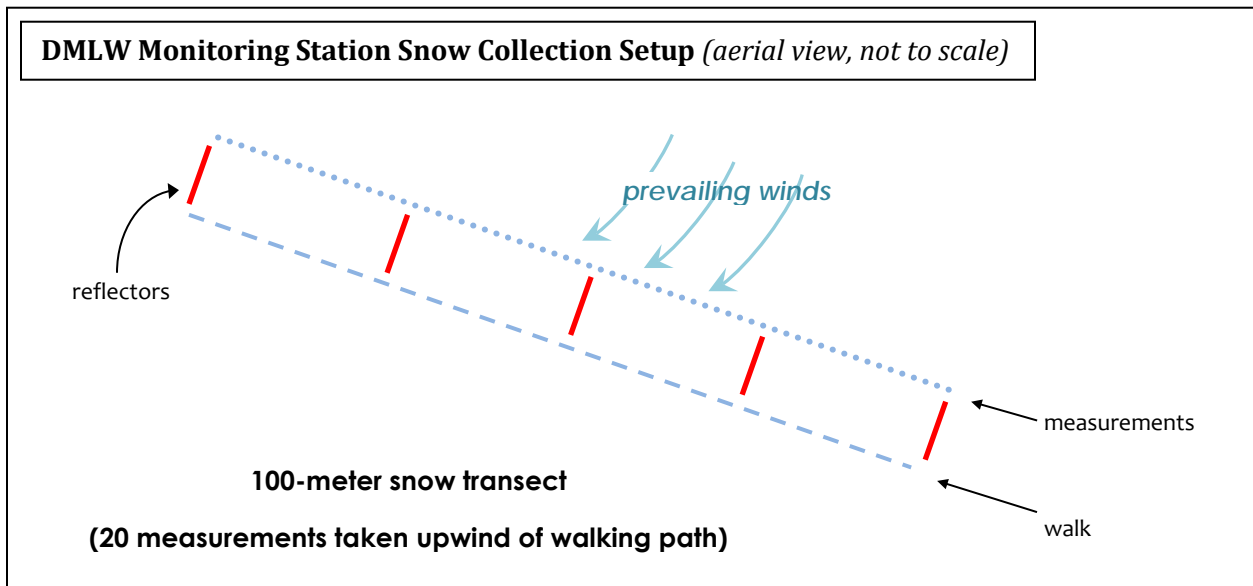 DMLW Monitoring Station Snow Collection Setup (aerial view, not to scale)
prevailing winds
reflectors
measurements
100-meter snow transect
walk
(20 measurements taken upwind of walking path)